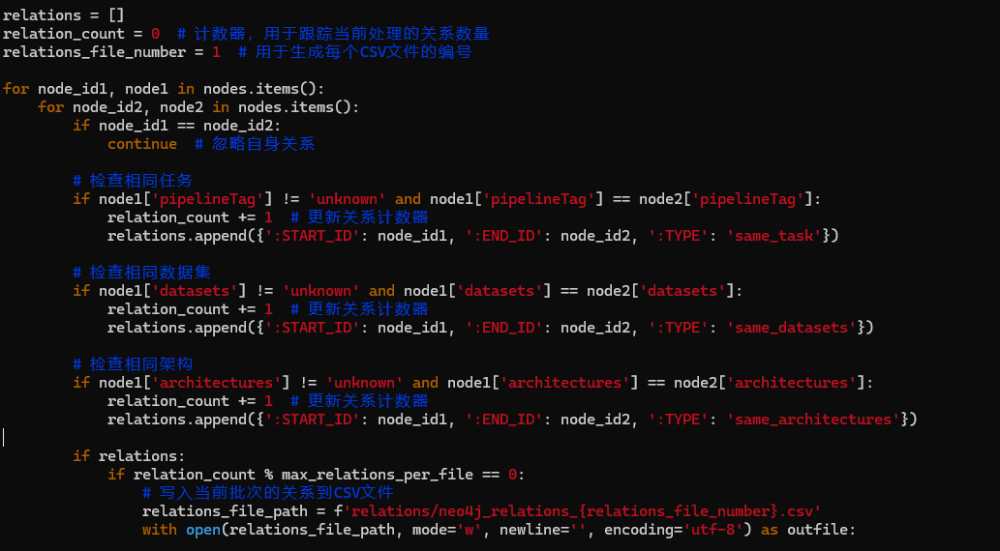 relations = []
relation_count = 0  # 计数器，用于跟踪当前处理的关系数量
relations_file_number = 1  # 用于生成每个CSV文件的编号

for node_id1, node1 in nodes.items():
    for node_id2, node2 in nodes.items():
        if node_id1 == node_id2:
            continue  # 忽略自身关系

        # 检查相同任务
        if node1['pipelineTag'] != 'unknown' and node1['pipelineTag'] == node2['pipelineTag']:
            relation_count += 1  # 更新关系计数器
            relations.append({':START_ID': node_id1, ':END_ID': node_id2, ':TYPE': 'same_task'})

        # 检查相同数据集
        if node1['datasets'] != 'unknown' and node1['datasets'] == node2['datasets']:
            relation_count += 1  # 更新关系计数器
            relations.append({':START_ID': node_id1, ':END_ID': node_id2, ':TYPE': 'same_datasets'})

        # 检查相同架构
        if node1['architectures'] != 'unknown' and node1['architectures'] == node2['architectures']:
            relation_count += 1  # 更新关系计数器
            relations.append({':START_ID': node_id1, ':END_ID': node_id2, ':TYPE': 'same_architectures'})

        if relations:
            if relation_count % max_relations_per_file == 0:
                # 写入当前批次的关系到CSV文件
                relations_file_path = f'relations/neo4j_relations_{relations_file_number}.csv'
                with open(relations_file_path, mode='w', newline='', encoding='utf-8') as outfile: